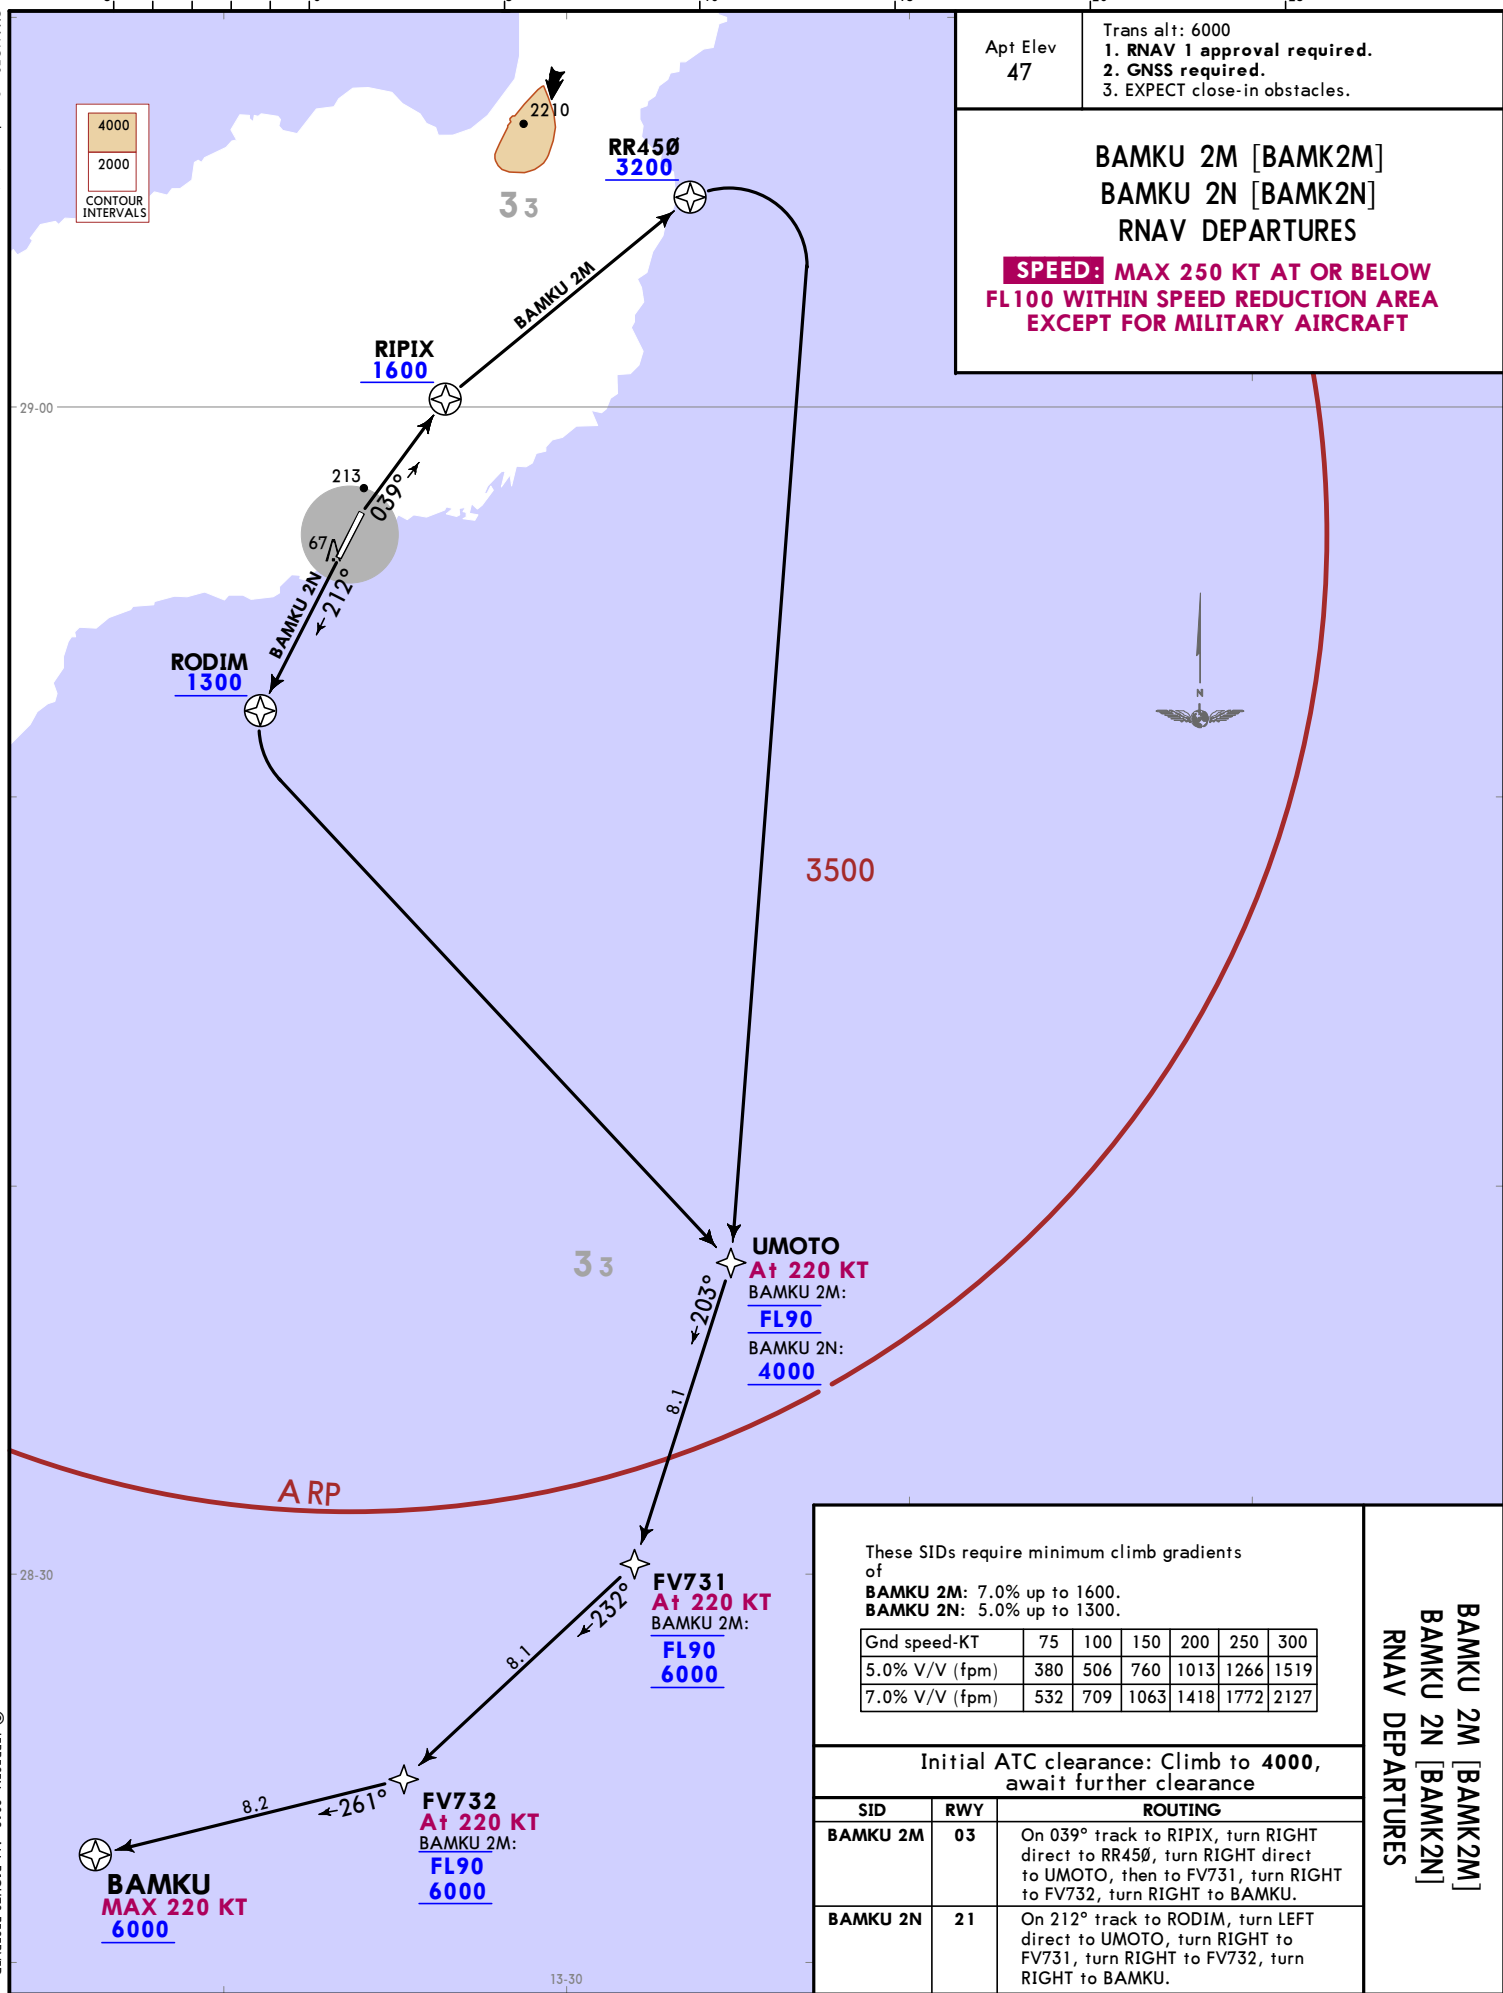 Apt Elev
47
Trans alt: 6000
1. RNAV 1 approval required.
2. GNSS required.
3. EXPECT close-in obstacles.
BAMKU 2M [BAMK2M]
BAMKU 2N [BAMK2N]
RNAV DEPARTURES
SPEED: MAX 250 KT AT OR BELOW
FL100 WITHIN SPEED REDUCTION AREA
EXCEPT FOR MILITARY AIRCRAFT
4000
2000
CONTOUR
INTERVALS
2210
RR45Ø
3200
33
BAMKU 2M
RIPIX
1600
29-00
213
039°
67
BAMKU 2N
212°
RODIM
1300
N
3500
33
UMOTO
At 220 KT
BAMKU 2M:
FL90
BAMKU 2N:
4000
203°
8.1
ARP
28-30
FV731
At 220 KT
BAMKU 2M:
FL90
6000
232°
8.1
FV732
At 220 KT
BAMKU 2M:
FL90
6000
261°
8.2
BAMKU
MAX 220 KT
6000
13-30
These SIDs require minimum climb gradients
of
BAMKU 2M: 7.0% up to 1600.
BAMKU 2N: 5.0% up to 1300.
Gnd speed-KT 75 100 150 200 250 300
5.0% V/V (fpm) 380 506 760 1013 1266 1519
7.0% V/V (fpm) 532 709 1063 1418 1772 2127
Initial ATC clearance: Climb to 4000,
await further clearance
SID RWY ROUTING
BAMKU 2M 03 On 039° track to RIPIX, turn RIGHT
direct to RR45Ø, turn RIGHT direct
to UMOTO, then to FV731, turn RIGHT
to FV732, turn RIGHT to BAMKU.
BAMKU 2N 21 On 212° track to RODIM, turn LEFT
direct to UMOTO, turn RIGHT to
FV731, turn RIGHT to FV732, turn
RIGHT to BAMKU.
BAMKU 2M [BAMK2M]
BAMKU 2N [BAMK2N]
RNAV DEPARTURES